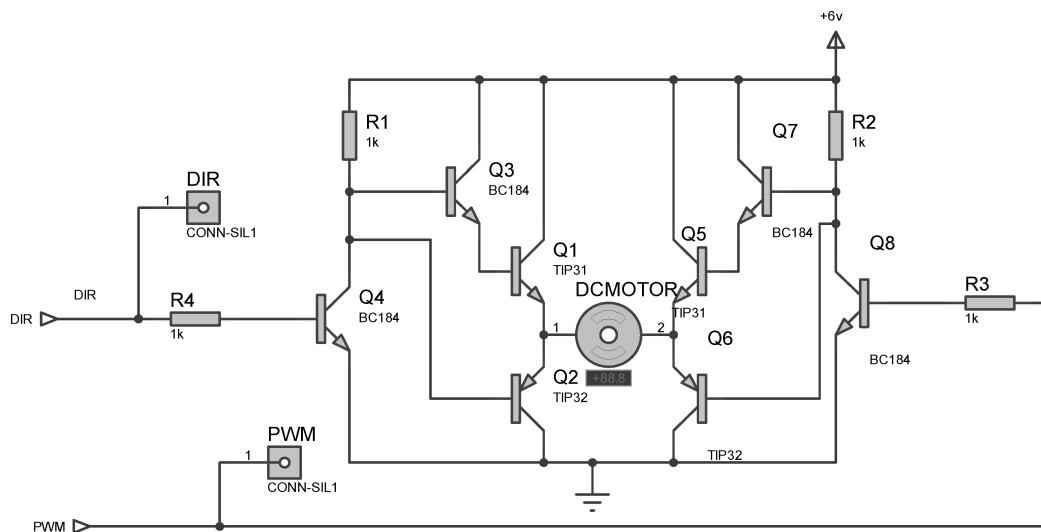 +6v
R1
1k
Q7
R2
1k
Q3
BC184
DIR
1
CONN-SIL1
Q5
BC184
Q8
Q1
TIP31
DCMOTOR
DIR
R4
1k
Q4
BC184
R3
1k
TIP31
DIR
1
2
Q6
BC184
Q2
TIP32
+88.8
PWM
1
CONN-SIL1
TIP32
PWM